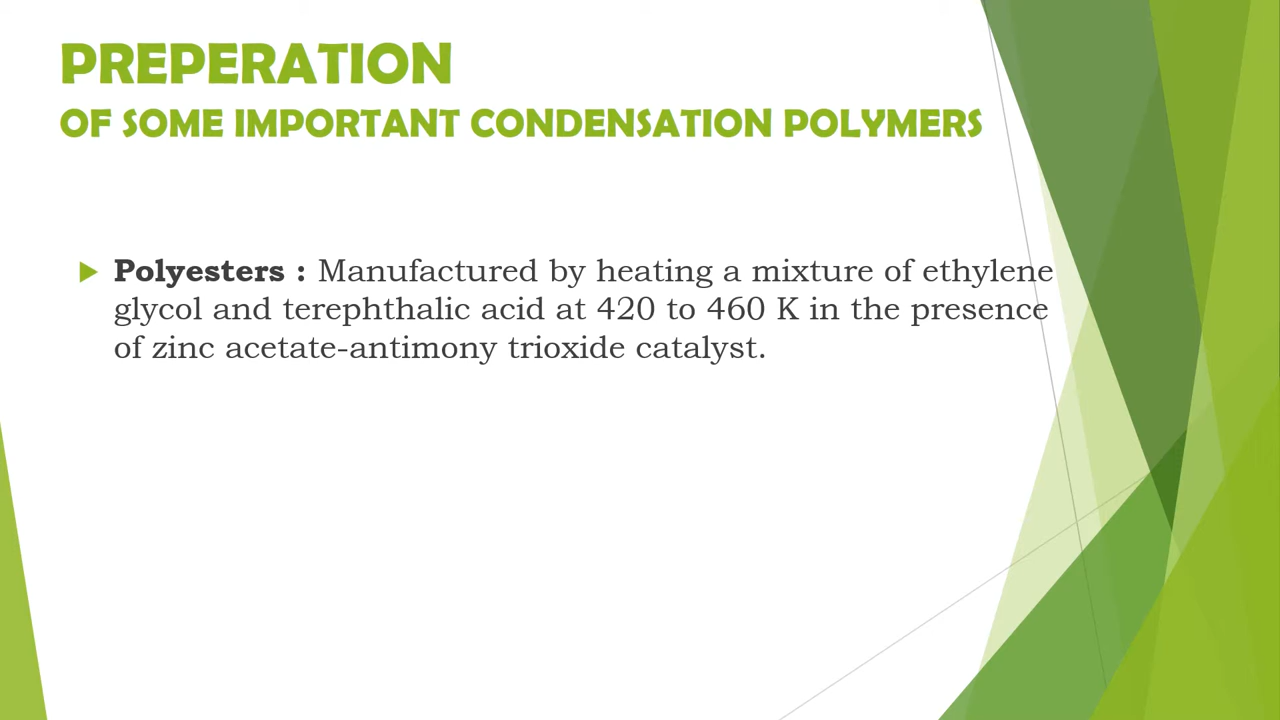 PREPERATION
OF SOME IMPORTANT CONDENSATION POLYMERS
Polyesters : Manufactured by heating a mixture of ethylene
glycol and terephthalic acid at 420 to 460 K in the presence
of zinc acetate-antimony trioxide catalyst.